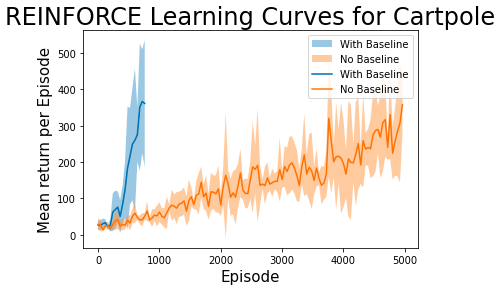 REINFORCE Learning Curves for Cartpole
Mean return per Episode
500
400
300
200
100
0
With Baseline
No Baseline
With Baseline
No Baseline
0 1000 2000 3000 4000 5000
Episode